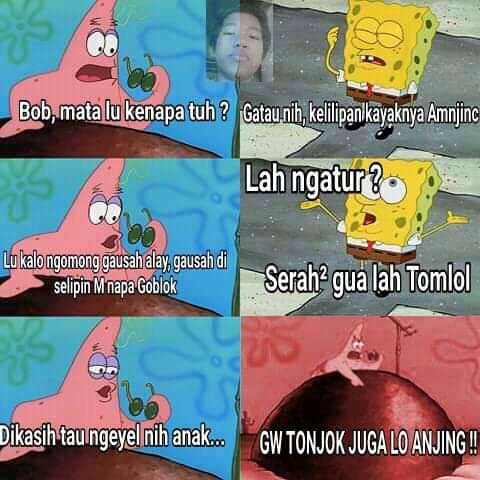 Bob, mata lu kenapa tuh ?
Gatau nih, kelilipan kayaknya Amnjinc
Lu kalo ngomong gausah alay, gausah di
selipin M napa Goblok
Lah ngatur ?
Serah² gua lah Tomlol
Dikasih tau ngeyel nih anak...
GW TONJOK JUGA LO ANJING !!